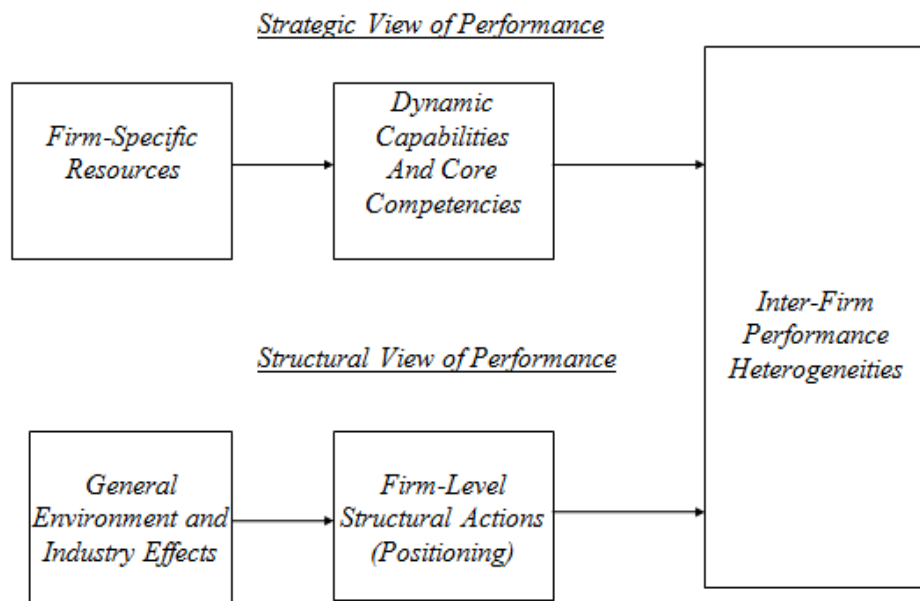 Strategic View of Performance
Firm-Specific
Resources
Dynamic
Capabilities
And Core
Competencies
Inter-Firm
Performance
Heterogeneities
Structural View of Performance
General
Environment and
Industry Effects
Firm-Level
Structural Actions
(Positioning)